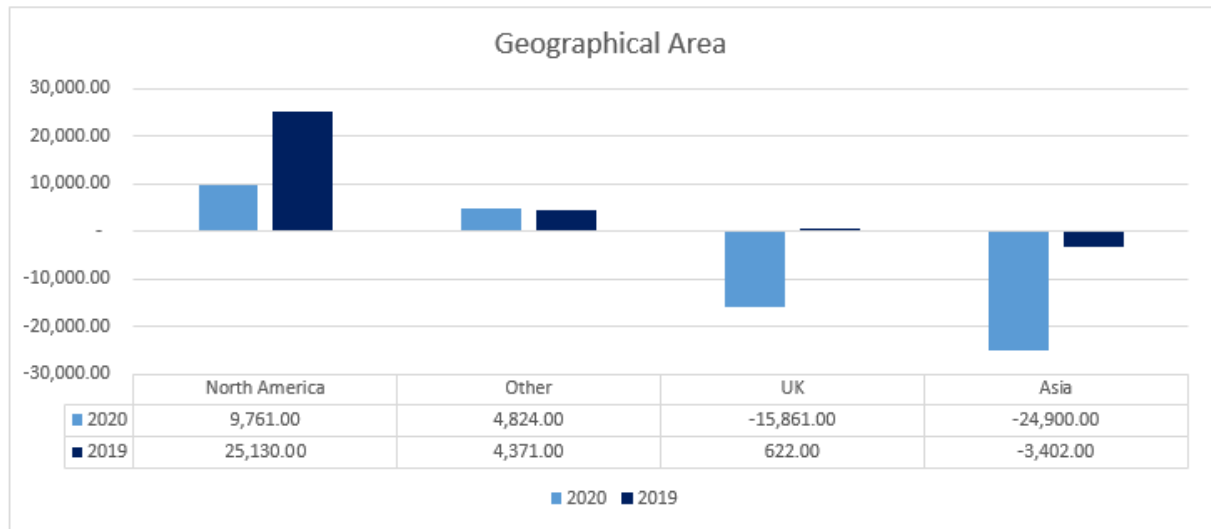 Geographical Area
30,000.00
20,000.00
10,000.00
-
-10,000.00
-20,000.00
-30,000.00
North America Other UK Asia
2020 9,761.00 4,824.00 -15,861.00 -24,900.00
2019 25,130.00 4,371.00 622.00 -3,402.00
2020 2019